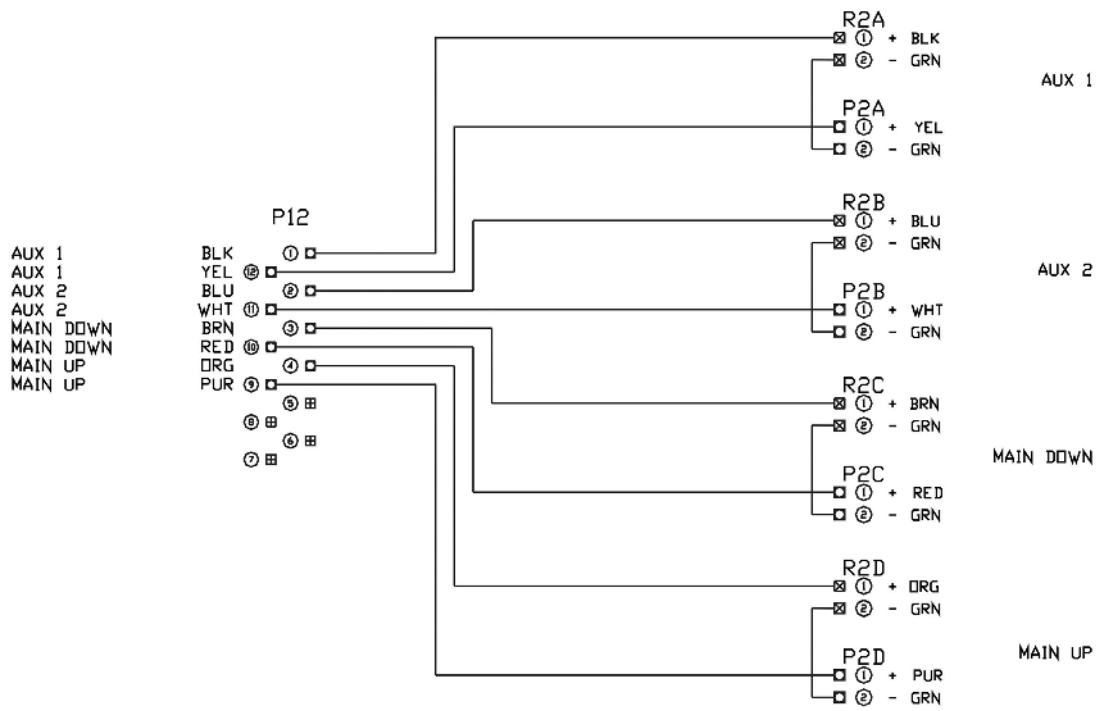 R2A
1 + BLK
2 - GRN
AUX 1
P2A
1 + YEL
2 - GRN
P12
AUX 1 BLK 1
AUX 1 YEL 12
AUX 2 BLU 2
AUX 2 WHT 11
MAIN DOWN BRN 3
MAIN DOWN RED 10
MAIN UP ORG 4
MAIN UP PUR 9
5
8
6
7
R2B
1 + BLU
2 - GRN
AUX 2
P2B
1 + WHT
2 - GRN
R2C
1 + BRN
2 - GRN
MAIN DOWN
P2C
1 + RED
2 - GRN
R2D
1 + ORG
2 - GRN
MAIN UP
P2D
1 + PUR
2 - GRN